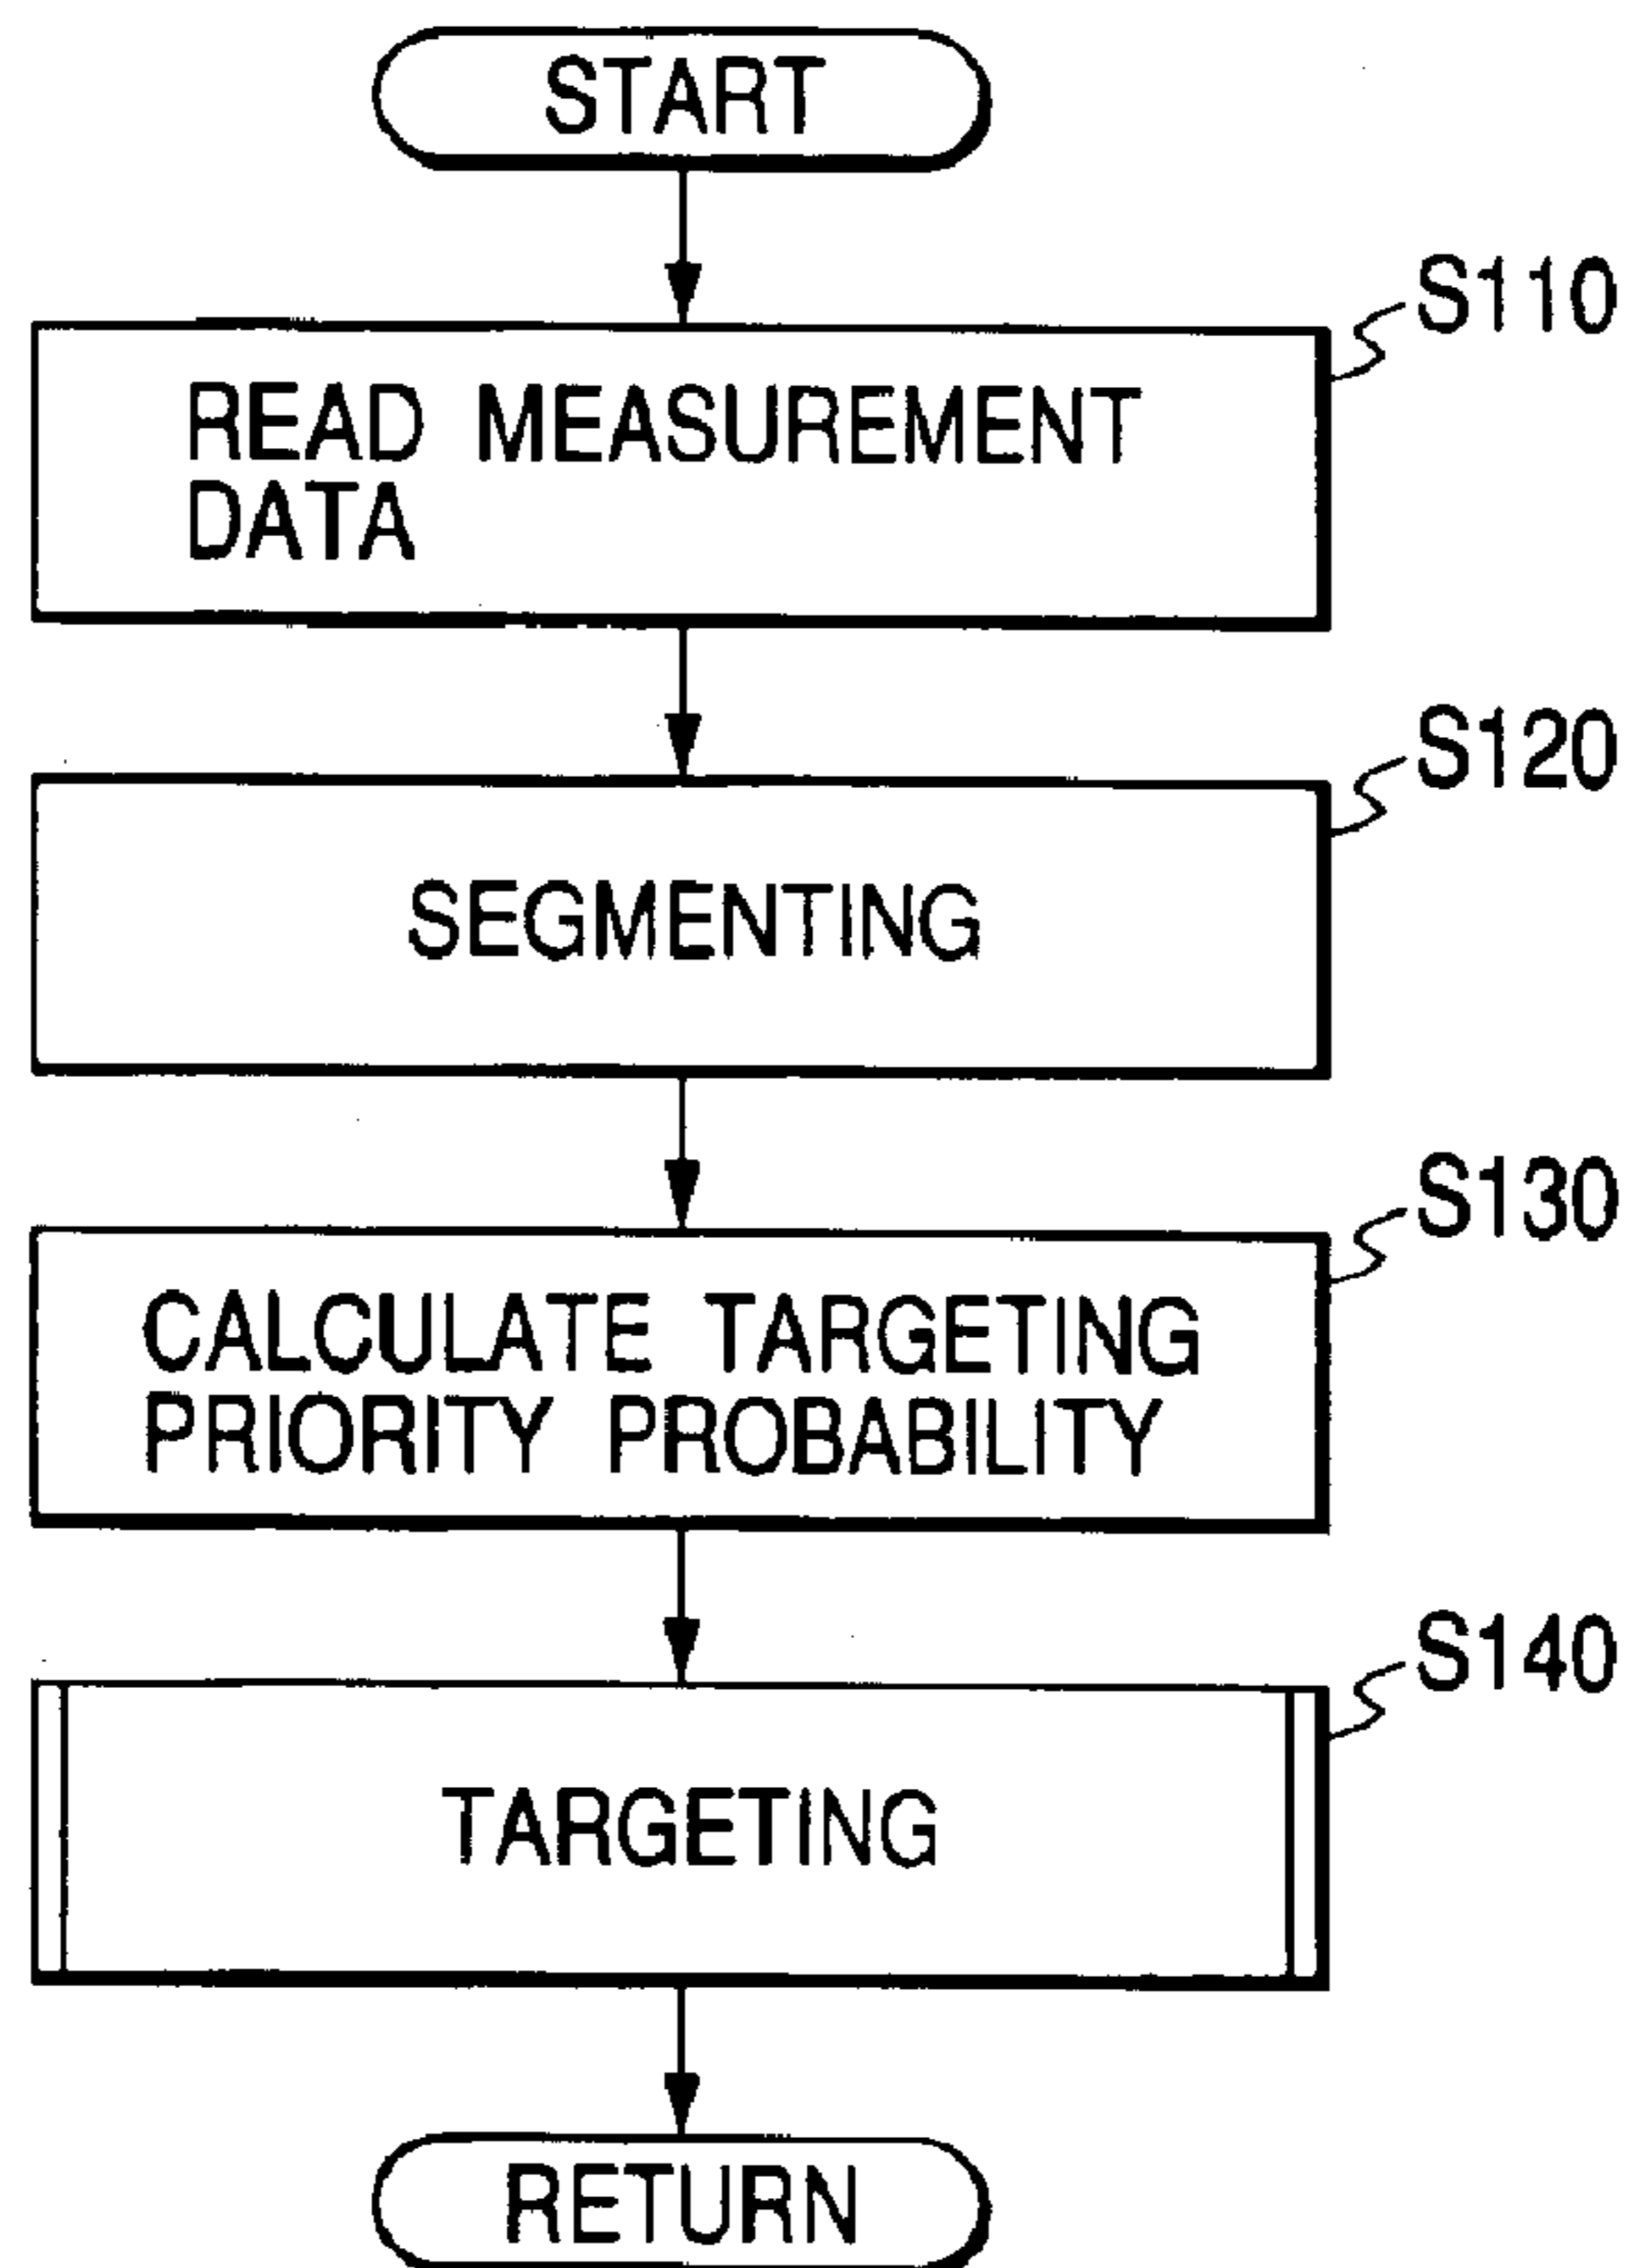 START
S110
READ MEASUREMENT
DATA
S120
SEGMENTING
S130
CALCULATE TARGETING
PRIORITY PROBABILITY
S140
TARGETING
RETURN